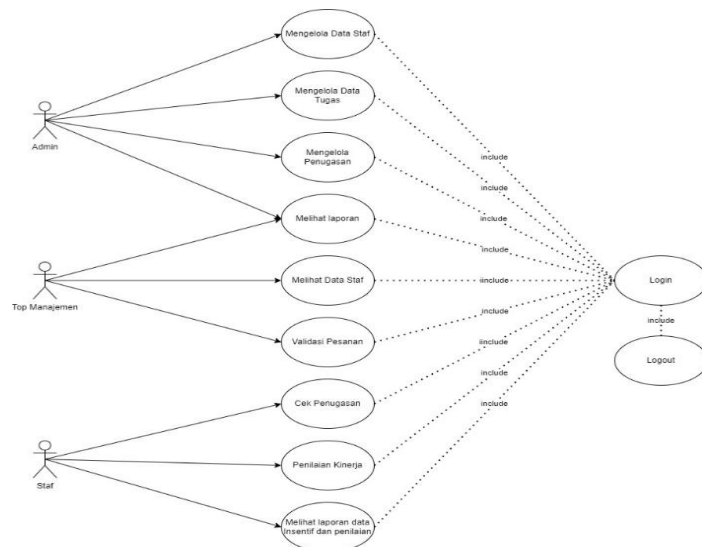 Mengelola Data Staf
Mengelola Data
Tugas
Mengelola
Penugasan
Melihat laporan
Melihat Data Staf
Validasi Pesanan
Cek Penugasan
Penilaian Kinerja
Melihat laporan data
insentif dan penilaian
Admin
Top Manajemen
Staf
include
include
include
include
include
include
iinclude
include
include
Login
include
Logout